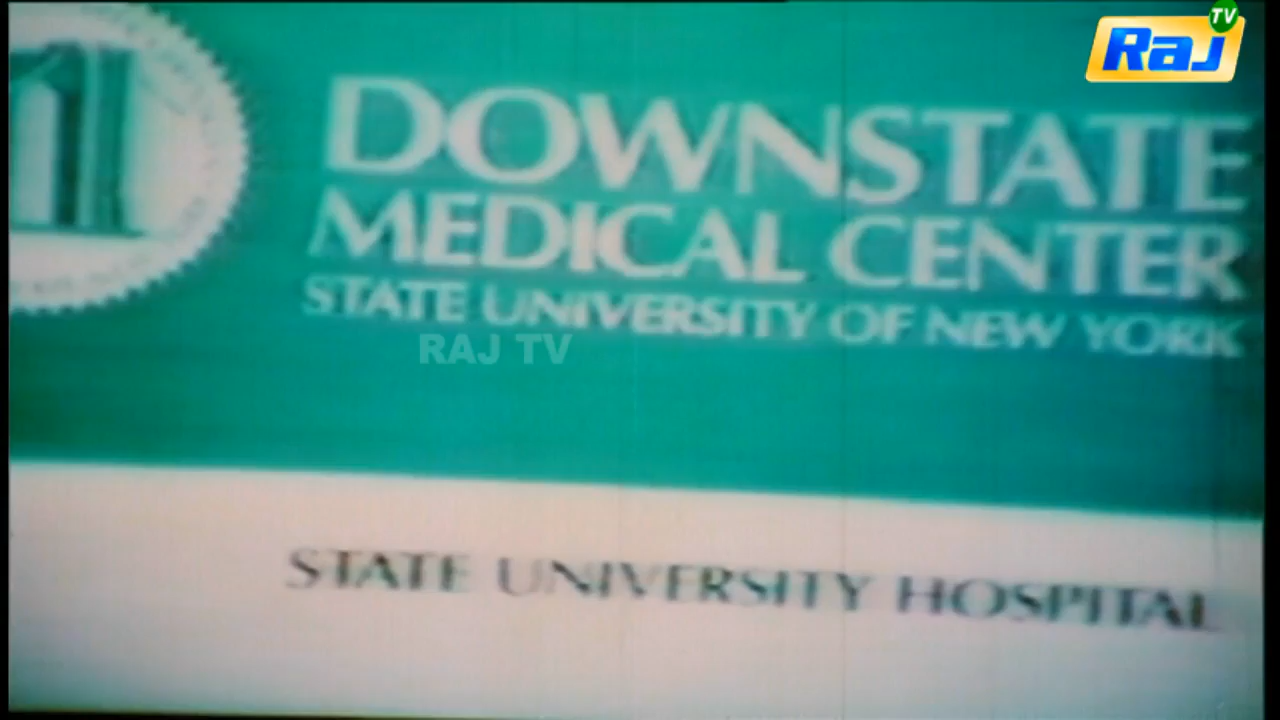 Raj TV
DOWNSTATE
MEDICAL CENTER
STATE UNIVERSITY OF NEW YORK
RAJ TV
STATE UNIVERSITY HOSPITAL